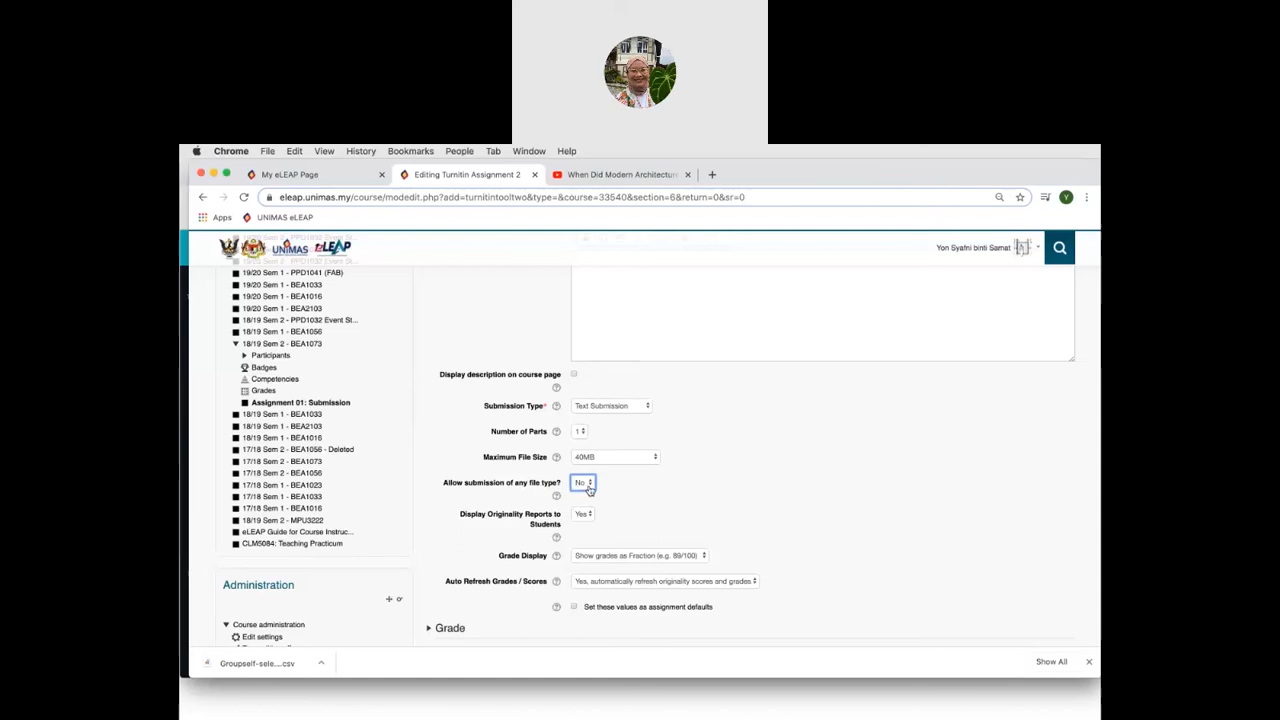 Chrome File Edit View History Bookmarks People Tab Window Help
My eLEAP Page
Editing Turnitin Assignment 2
When Did Modern Architecture
eleap.unimas.my/course/modedit.php?add=turnitintooltwo&type=&course=33540&section=6&return=0&sr=0
Y
Apps UNIMAS eLEAP
UNIMAS eLEAP
Yon Syafni binti Samat
19/20 Sem 1 - PPD1041 (FAB)
19/20 Sem 1 - BEA1033
19/20 Sem 1 - BEA1016
19/20 Sem 1 - BEA2103
18/19 Sem 2 - PPD1032 Event St...
18/19 Sem 2 - BEA1056
18/19 Sem 2 - BEA1073
Participants
Badges
Competencies
Grades
Assignment 01: Submission
18/19 Sem 1 - BEA1033
18/19 Sem 1 - BEA2103
18/19 Sem 1 - BEA1016
17/18 Sem 2 - BEA1056 - Deleted
17/18 Sem 2 - BEA1073
17/18 Sem 2 - BEA1056
17/18 Sem 1 - BEA1023
17/18 Sem 1 - BEA1033
17/18 Sem 1 - BEA1016
18/19 Sem 2 - MPU3222
eLEAP Guide for Course Instruc...
CLM5084: Teaching Practicum
Administration
Course administration
Edit settings
Display description on course page
Submission Type* Text Submission
Number of Parts 1
Maximum File Size 40MB
Allow submission of any file type? No
Display Originality Reports to
Students
Yes
Grade Display Show grades as Fraction (e.g. 89/100)
Auto Refresh Grades / Scores Yes, automatically refresh originality scores and grades
Set these values as assignment defaults
Grade
Groupself-sele....csv
Show All